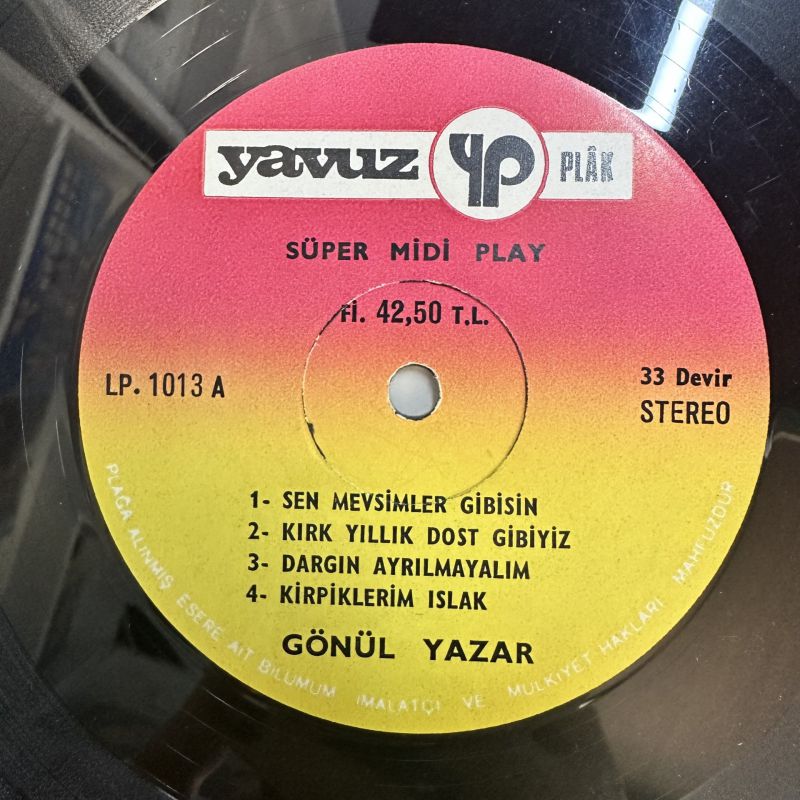 yavuz yp PLÂK
SÜPER MİDİ PLAY
Fİ. 42,50 T.L.
LP. 1013 A
33 Devir
STEREO
1- SEN MEVSİMLER GİBİSİN
2- KIRK YILLIK DOST GİBİYİZ
3- DARGIN AYRILMAYALIM
4- KİRPİKLERİM ISLAK
GÖNÜL YAZAR
PLAĞA ALINMIŞ ESERE AİT BİLUMUM İMALATÇI VE MULKIYET HAKLARI MAHFUZDUR